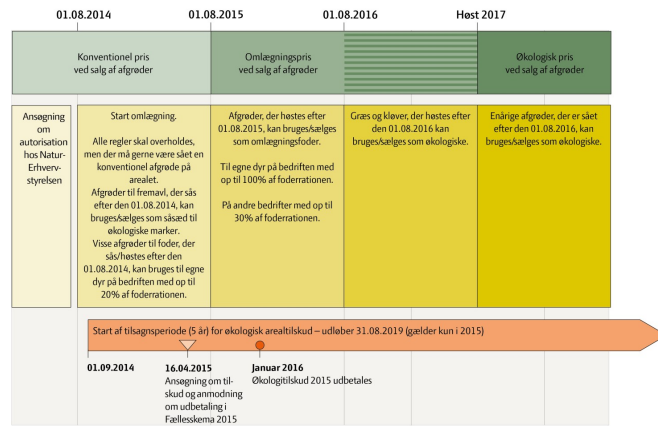 01.08.2014
01.08.2015
01.08.2016
Høst 2017
Konventionel pris
ved salg af afgrøder
Omlægningspris
ved salg af afgrøder
Økologisk pris
ved salg af afgrøder
Ansøgning
om
autorisation
hos Natur-
Erhverv-
styrelsen
Start omlægning.
Alle regler skal overholdes,
men der må gerne være sået en
konventionel afgrøde på
arealet.
Afgrøder til fremavl, der sås
efter den 01.08.2014, kan
bruges/sælges som såsæd til
økologiske marker.
Visse afgrøder til foder, der
sås/høstes efter den
01.08.2014, kan bruges til egne
dyr på bedriften med op til
20% af foderrationen.
Afgrøder, der høstes efter
01.08.2015, kan bruges/sælges
som omlægningsfoder.
Til egne dyr på bedriften med
op til 100% af foderrationen.
På andre bedrifter med op til
30% af foderrationen.
Græs og kløver, der høstes efter
den 01.08.2016 kan
bruges/sælges som økologiske.
Enårige afgrøder, der er sået
efter den 01.08.2016, kan
bruges/sælges som økologiske.
Start af tilsagnsperiode (5 år) for økologisk arealtilskud – udløber 31.08.2019 (gælder kun i 2015)
01.09.2014
16.04.2015
Ansøgning om til-
skud og anmodning
om udbetaling i
Fællesskema 2015
Januar 2016
Økologitilskud 2015 udbetales